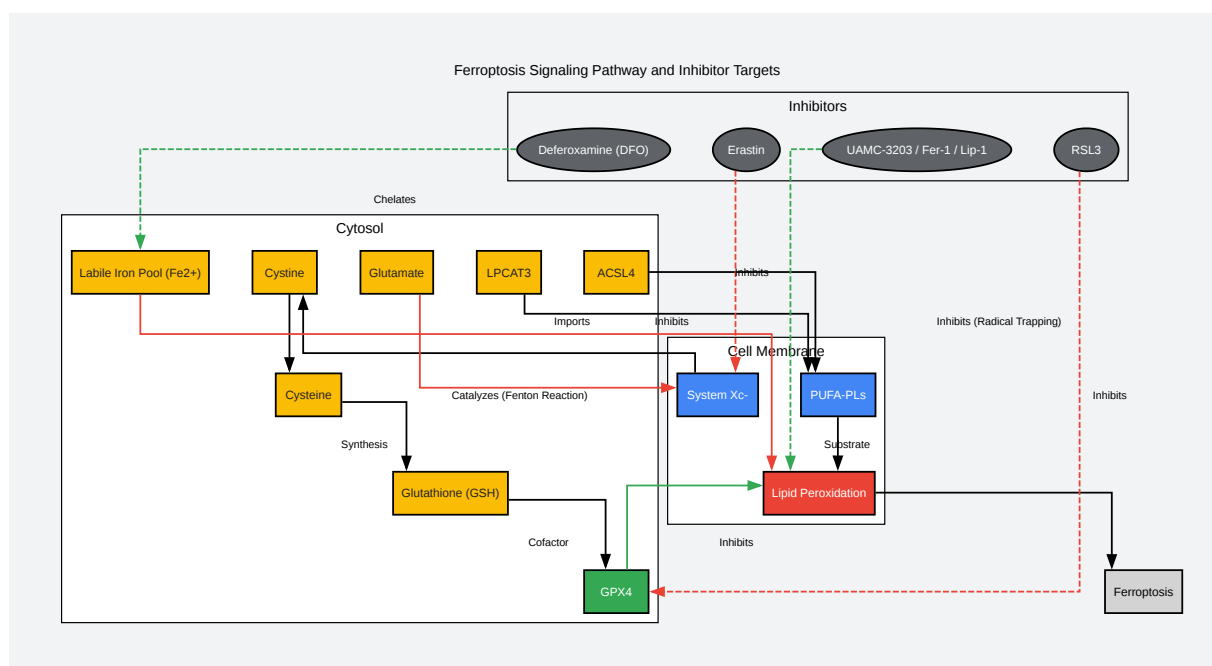 Ferroptosis Signaling Pathway and Inhibitor Targets
Inhibitors
Deferoxamine (DFO)
Erastin
UAMC-3203 / Fer-1 / Lip-1
RSL3
Chelates
Cytosol
Labile Iron Pool (Fe2+)
Cystine
Glutamate
LPCAT3
ACSL4
Inhibits
Imports
Inhibits
Inhibits (Radical Trapping)
Cell Membrane
Cysteine
Catalyzes (Fenton Reaction)
System Xc-
PUFA-PLs
Inhibits
Synthesis
Substrate
Glutathione (GSH)
Lipid Peroxidation
Cofactor
Inhibits
GPX4
Ferroptosis